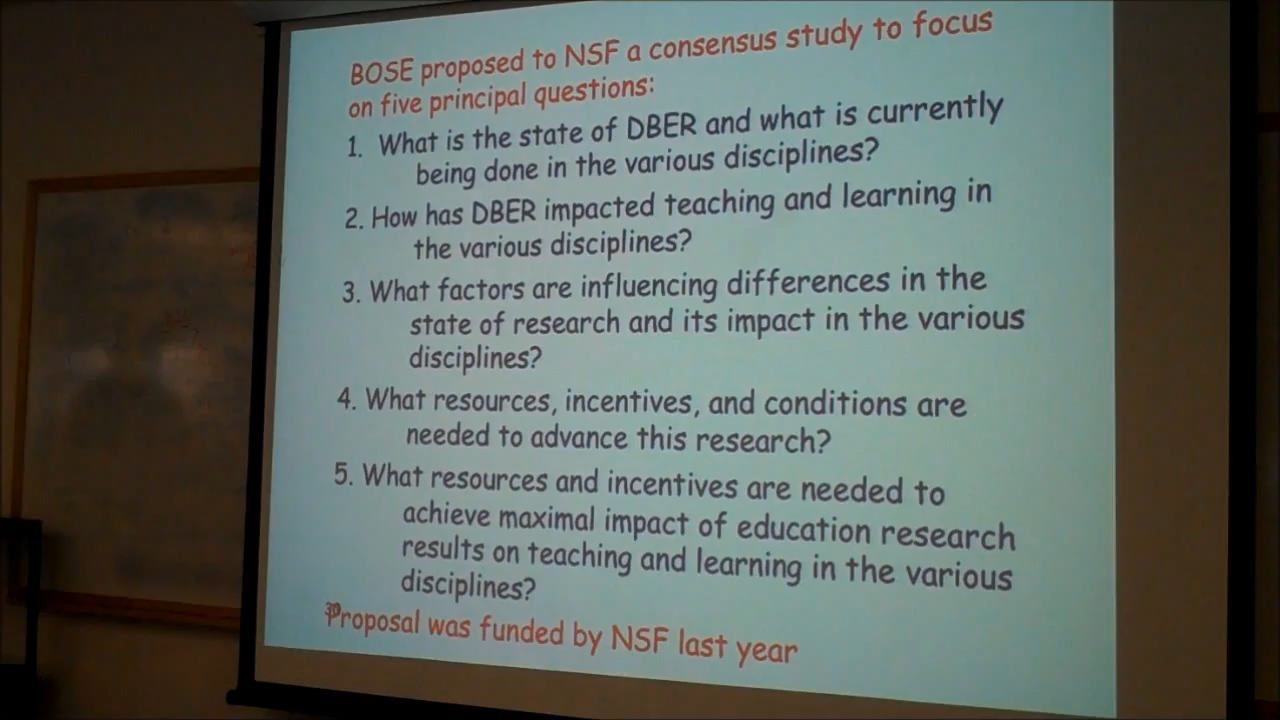 BOSE proposed to NSF a consensus study to focus
on five principal questions:
1. What is the state of DBER and what is currently
being done in the various disciplines?
2. How has DBER impacted teaching and learning in
the various disciplines?
3. What factors are influencing differences in the
state of research and its impact in the various
disciplines?
4. What resources, incentives, and conditions are
needed to advance this research?
5. What resources and incentives are needed to
achieve maximal impact of education research
results on teaching and learning in the various
disciplines?
Proposal was funded by NSF last year